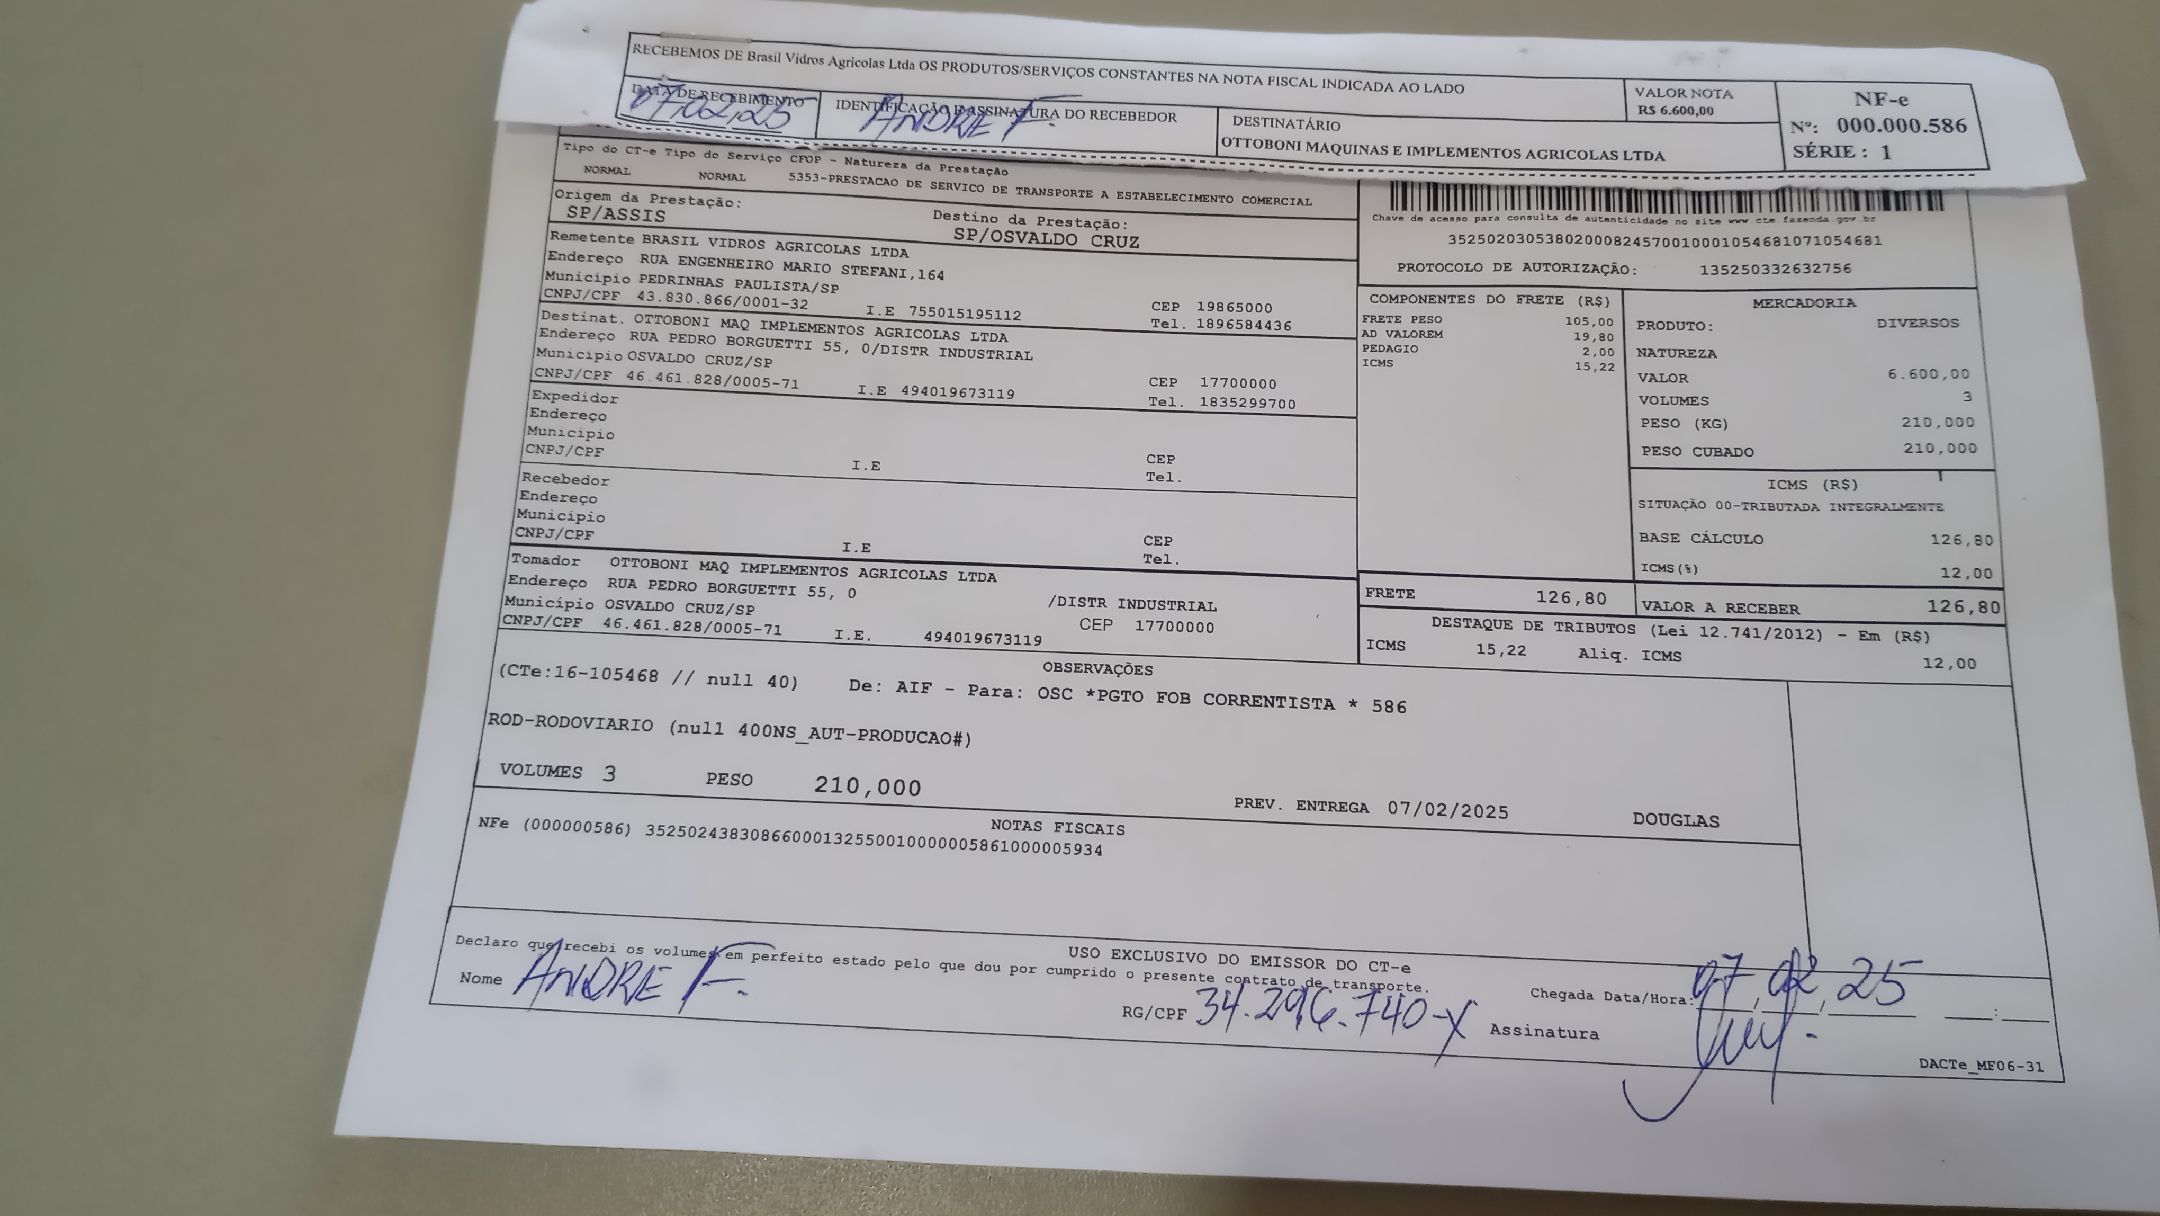 RECEBEMOS DE Brasil Vidros Agricolas Ltda OS PRODUTOS/SERVIÇOS CONSTANTES NA NOTA FISCAL INDICADA AO LADO
DATA DE RECEBIMENTO
07.02.25
IDENTIFICAÇÃO E ASSINATURA DO RECEBEDOR
ANDRE F.
DESTINATÁRIO
OTTOBONI MAQUINAS E IMPLEMENTOS AGRICOLAS LTDA
VALOR NOTA
R$ 6.600,00
NF-e
Nº: 000.000.586
SÉRIE : 1
Tipo do CT-e Tipo do Serviço CFOP - Natureza da Prestação
NORMAL NORMAL 5353-PRESTACAO DE SERVICO DE TRANSPORTE A ESTABELECIMENTO COMERCIAL
Origem da Prestação:
SP/ASSIS
Destino da Prestação:
SP/OSVALDO CRUZ
Chave de acesso para consulta de autenticidade no site www.cte.fazenda.gov.br
35250203053802000824570010001054681071054681
PROTOCOLO DE AUTORIZAÇÃO: 135250332632756
Remetente BRASIL VIDROS AGRICOLAS LTDA
Endereço RUA ENGENHEIRO MARIO STEFANI,164
Municipio PEDRINHAS PAULISTA/SP
CNPJ/CPF 43.830.866/0001-32 I.E 755015195112
CEP 19865000
Tel. 1896584436
Destinat. OTTOBONI MAQ IMPLEMENTOS AGRICOLAS LTDA
Endereço RUA PEDRO BORGUETTI 55, 0/DISTR INDUSTRIAL
Municipio OSVALDO CRUZ/SP
CNPJ/CPF 46.461.828/0005-71 I.E 494019673119
CEP 17700000
Tel. 1835299700
Expedidor
Endereço
Municipio
CNPJ/CPF I.E
CEP
Tel.
Recebedor
Endereço
Municipio
CNPJ/CPF I.E
CEP
Tel.
Tomador OTTOBONI MAQ IMPLEMENTOS AGRICOLAS LTDA
Endereço RUA PEDRO BORGUETTI 55, 0 /DISTR INDUSTRIAL
Município OSVALDO CRUZ/SP CEP 17700000
CNPJ/CPF 46.461.828/0005-71 I.E. 494019673119
COMPONENTES DO FRETE (R$)
FRETE PESO 105,00
AD VALOREM 19,80
PEDAGIO 2,00
ICMS 15,22
MERCADORIA
PRODUTO: DIVERSOS
NATUREZA
VALOR 6.600,00
VOLUMES 3
PESO (KG) 210,000
PESO CUBADO 210,000
ICMS (R$)
SITUAÇÃO 00-TRIBUTADA INTEGRALMENTE
BASE CÁLCULO 126,80
ICMS(%) 12,00
FRETE 126,80
VALOR A RECEBER 126,80
DESTAQUE DE TRIBUTOS (Lei 12.741/2012) - Em (R$)
ICMS 15,22 Aliq. ICMS 12,00
OBSERVAÇÕES
(CTe:16-105468 // null 40) De: AIF - Para: OSC *PGTO FOB CORRENTISTA * 586
ROD-RODOVIARIO (null 400NS_AUT-PRODUCAO#)
VOLUMES 3 PESO 210,000 PREV. ENTREGA 07/02/2025 DOUGLAS
NOTAS FISCAIS
NFe (000000586) 35250243830866000132550010000005861000005934
USO EXCLUSIVO DO EMISSOR DO CT-e
Declaro que recebi os volumes em perfeito estado pelo que dou por cumprido o presente contrato de transporte.
Nome ANDRE F.
RG/CPF 34.296.740-X
Chegada Data/Hora: 07/02/25 :
Assinatura
DACTe_MF06-31